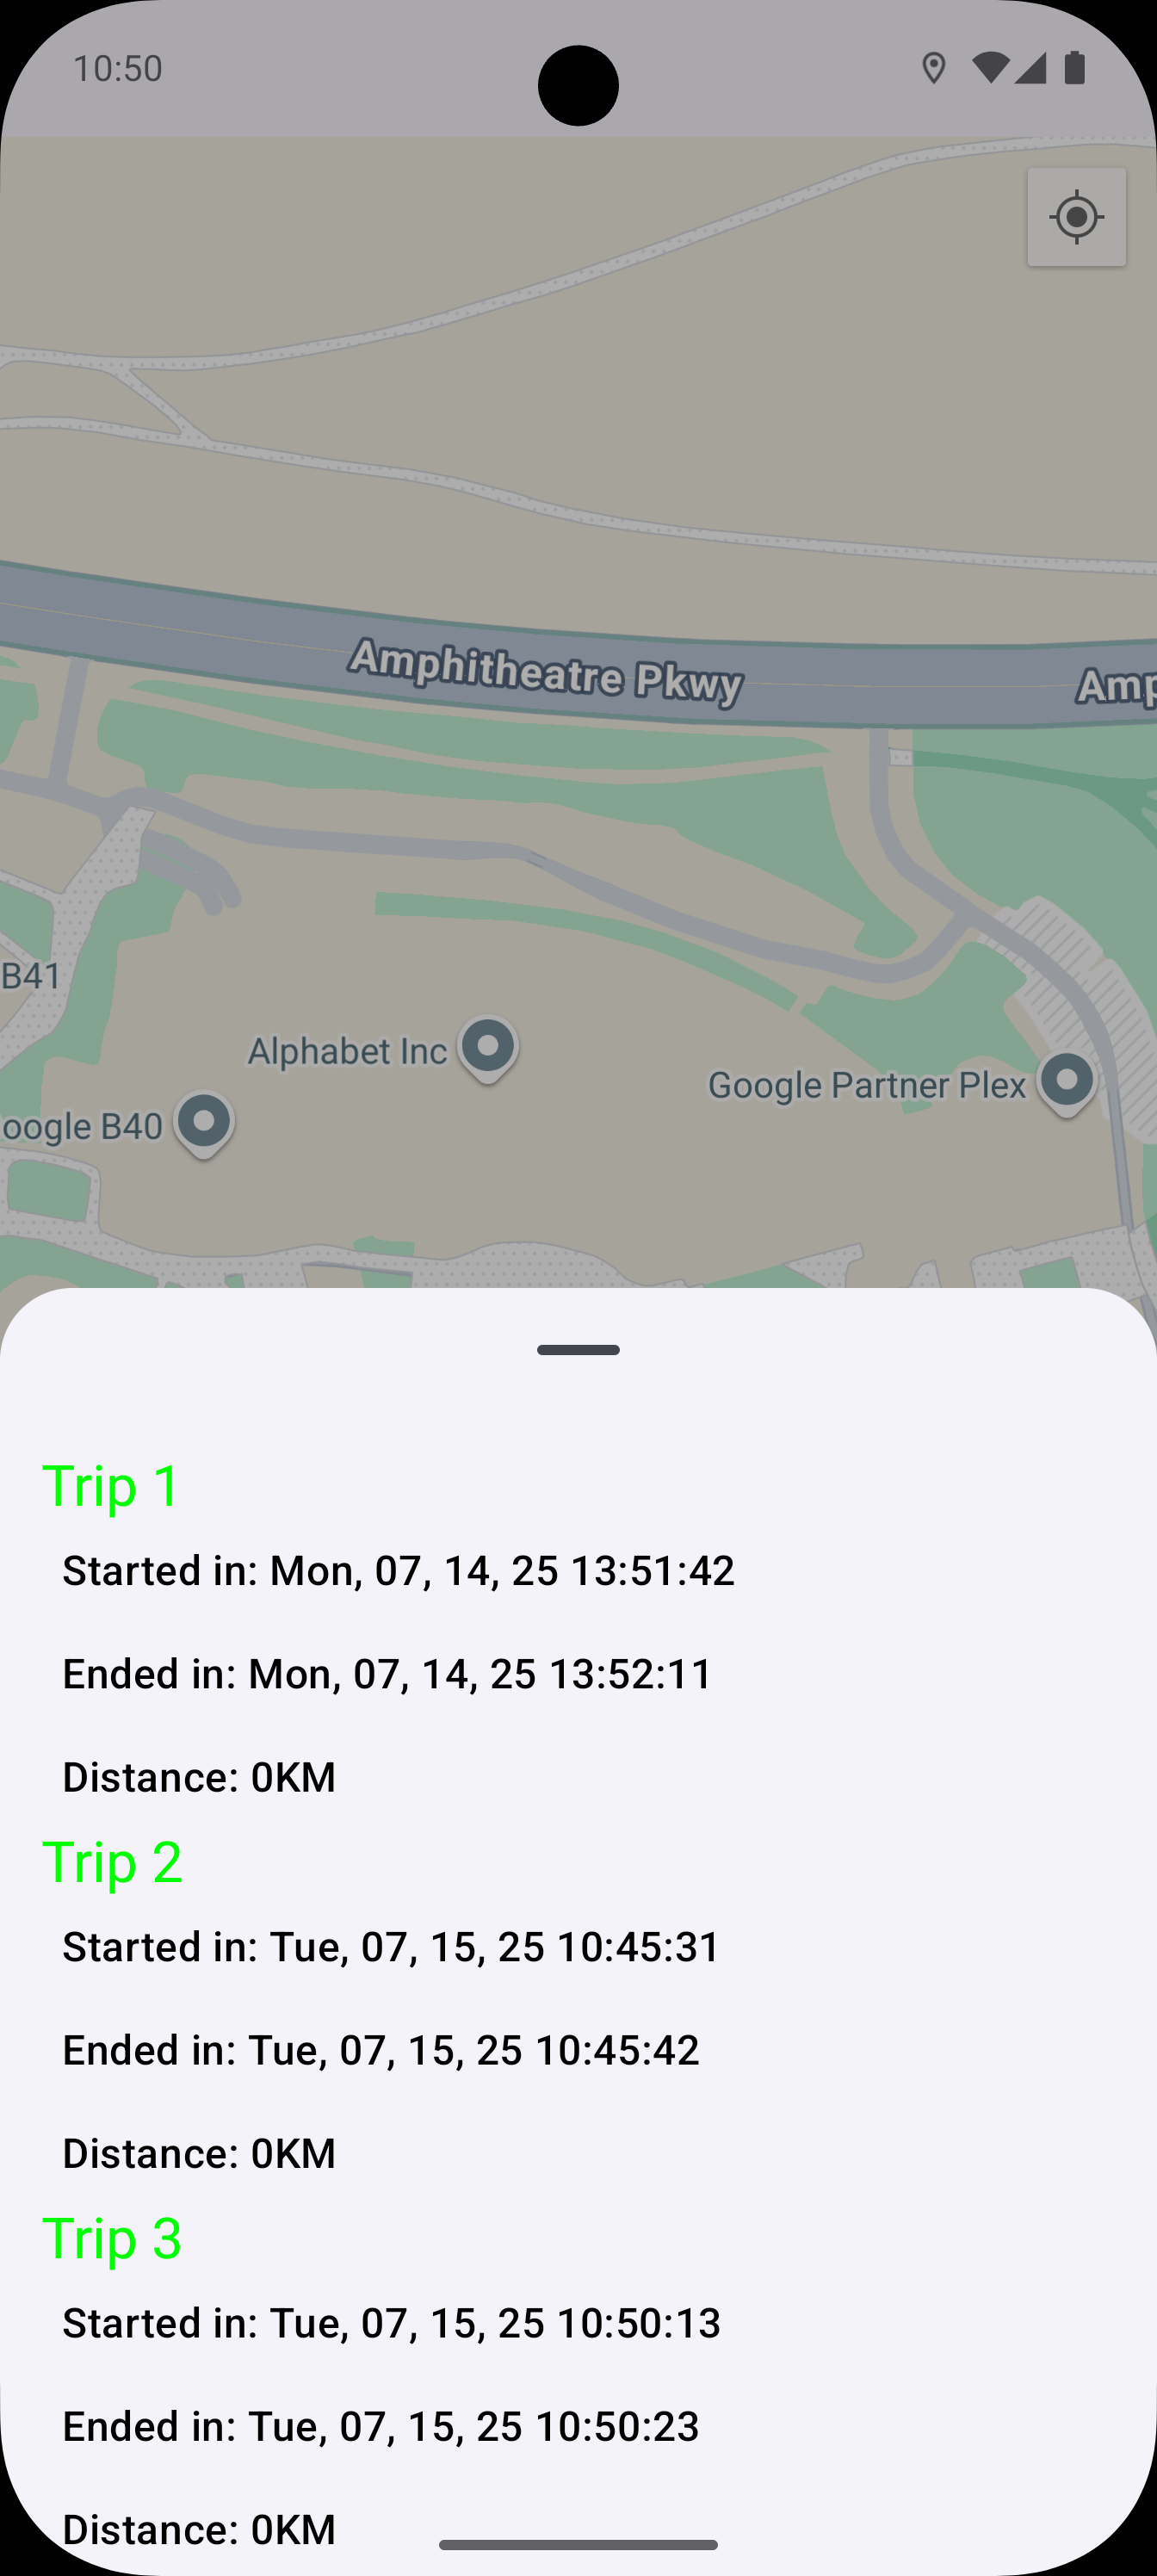 10:50
Amphitheatre Pkwy
Amp
B41
Alphabet Inc
Google Partner Plex
oogle B40
Trip 1
Started in: Mon, 07, 14, 25 13:51:42
Ended in: Mon, 07, 14, 25 13:52:11
Distance: 0KM
Trip 2
Started in: Tue, 07, 15, 25 10:45:31
Ended in: Tue, 07, 15, 25 10:45:42
Distance: 0KM
Trip 3
Started in: Tue, 07, 15, 25 10:50:13
Ended in: Tue, 07, 15, 25 10:50:23
Distance: 0KM